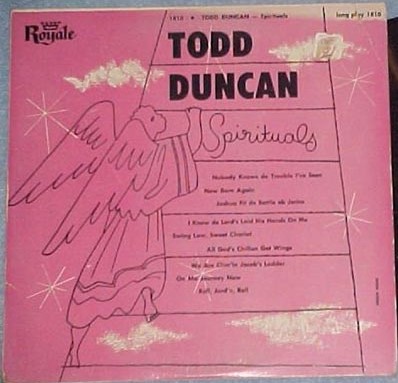 1810 • TODD DUNCAN — Spirituals
long play 1810
Royale
TODD
DUNCAN
Spirituals
Nobody Knows de Trouble I've Seen
New Born Again
Joshua Fit de Battle ob Jerico
I Know de Lord's Laid His Hands On Me
Swing Low, Sweet Chariot
All God's Chillun Got Wings
We Are Clim'in Jacob's Ladder
On Ma Journey Now
Roll, Jord'n, Roll